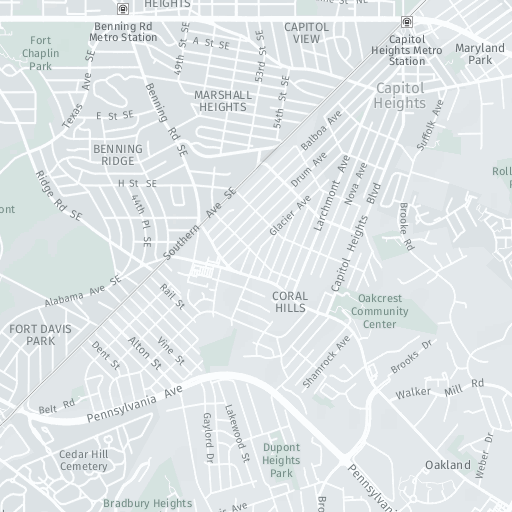 HEIGHTS
Benning Rd
Metro Station
Fort
Chaplin
Park
49th St SE
A St SE
53rd St SE
CAPITOL
VIEW
Capitol
Heights Metro
Station
Maryland
Park
Texas Ave SE
Benning Rd SE
MARSHALL
HEIGHTS
54th St SE
Capitol
Heights
Suffolk Ave
E St SE
Balboa Ave
BENNING
RIDGE
Drum Ave
Larchmont Ave
Nova Ave
H St SE
44th Pl SE
Ridge Rd SE
Southern Ave SE
Glacier Ave
Capitol Heights Blvd
Brooke Rd
Alabama Ave SE
Rail St
CORAL
HILLS
Oakcrest
Community
Center
FORT DAVIS
PARK
Dent St
Alton St
Vine St
Shamrock Ave
Brooks Dr
Belt Rd
Pennsylvania Ave
Walker Mill Rd
Gaylord Dr
Lakewood St
Cedar Hill
Cemetery
Dupont
Heights
Park
Oakland
Weber Dr
Bradbury Heights